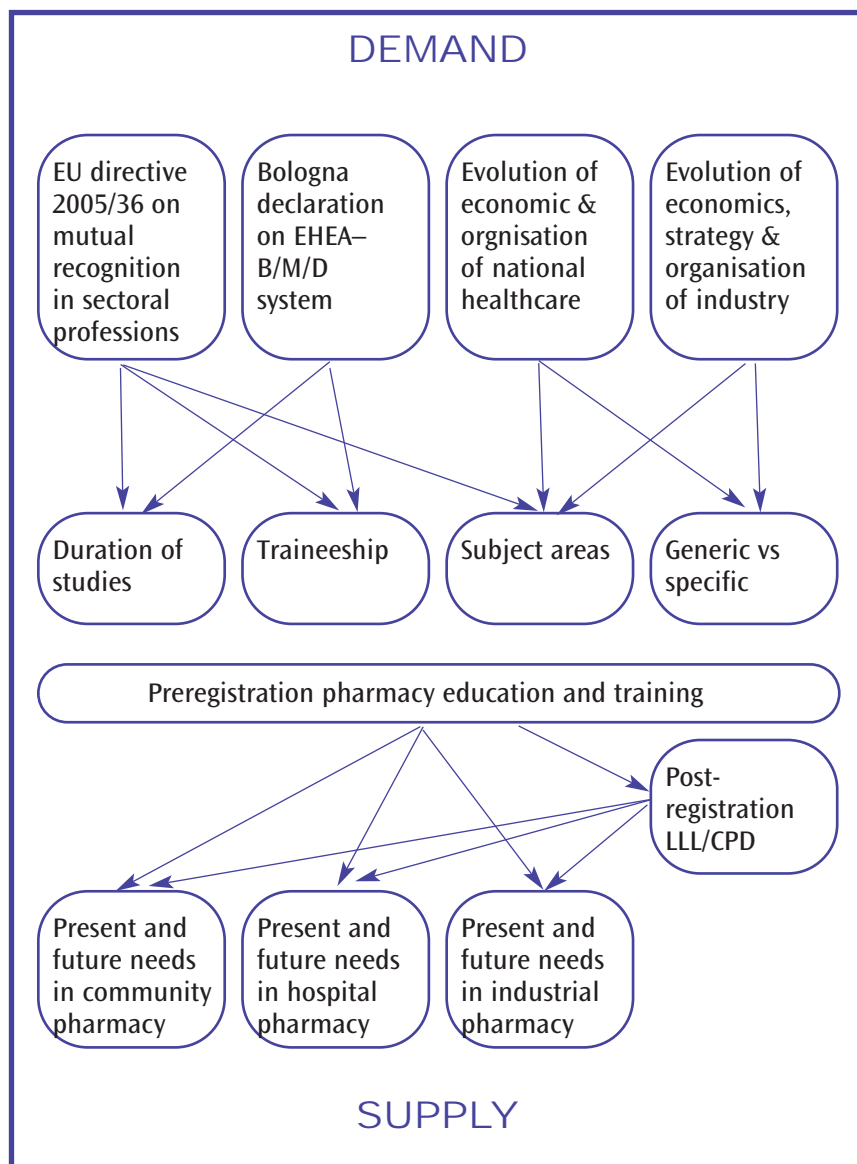 DEMAND
EU directive
2005/36 on
mutual
recognition
in sectoral
professions
Bologna
declaration
on EHEA–
B/M/D
system
Evolution of
economic &
orgnisation
of national
healthcare
Evolution of
economics,
strategy &
organisation
of industry
Duration of
studies
Traineeship
Subject areas
Generic vs
specific
Preregistration pharmacy education and training
Post-
registration
LLL/CPD
Present and
future needs
in community
pharmacy
Present and
future needs
in hospital
pharmacy
Present and
future needs
in industrial
pharmacy
SUPPLY